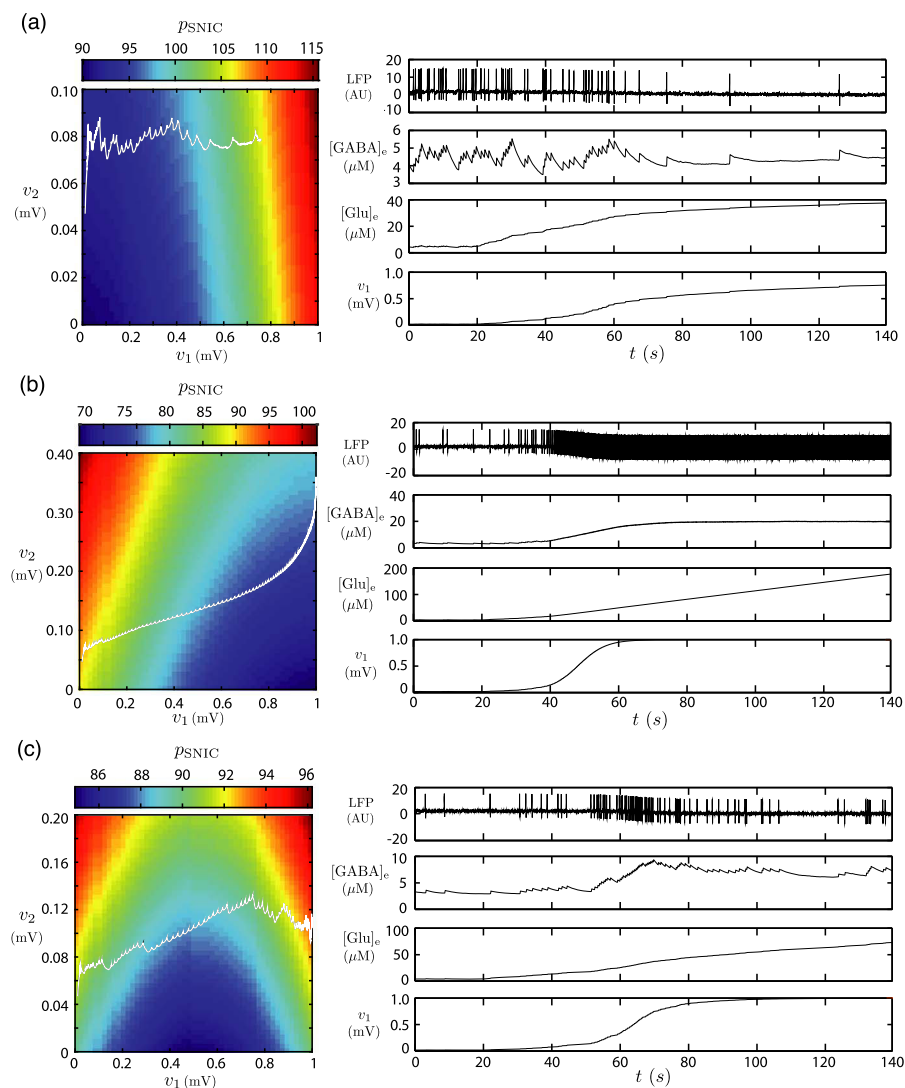 (a)
p_SNIC
90 95 100 105 110 115
0.10
0.08
0.06
v_2
(mV)
0.04
0.02
0
0 0.2 0.4 0.6 0.8 1
v_1 (mV)
LFP
(AU)
20
10
0
-10
[GABA]_e
(μM)
6
5
4
3
[Glu]_e
(μM)
40
20
0
v_1
(mV)
1.0
0.5
0
0 20 40 60 80 100 120 140
t (s)
(b)
p_SNIC
70 75 80 85 90 95 100
0.40
0.30
v_2
(mV)
0.20
0.10
0
0 0.2 0.4 0.6 0.8 1
v_1 (mV)
LFP
(AU)
20
0
-20
[GABA]_e
(μM)
40
20
0
[Glu]_e
(μM)
200
100
0
v_1
(mV)
1.0
0.5
0
0 20 40 60 80 100 120 140
t (s)
(c)
p_SNIC
86 88 90 92 94 96
0.20
0.16
0.12
v_2
(mV)
0.08
0.04
0
0 0.2 0.4 0.6 0.8 1
v_1 (mV)
LFP
(AU)
20
0
-20
[GABA]_e
(μM)
10
5
0
[Glu]_e
(μM)
100
50
0
v_1
(mV)
1.0
0.5
0
0 20 40 60 80 100 120 140
t (s)